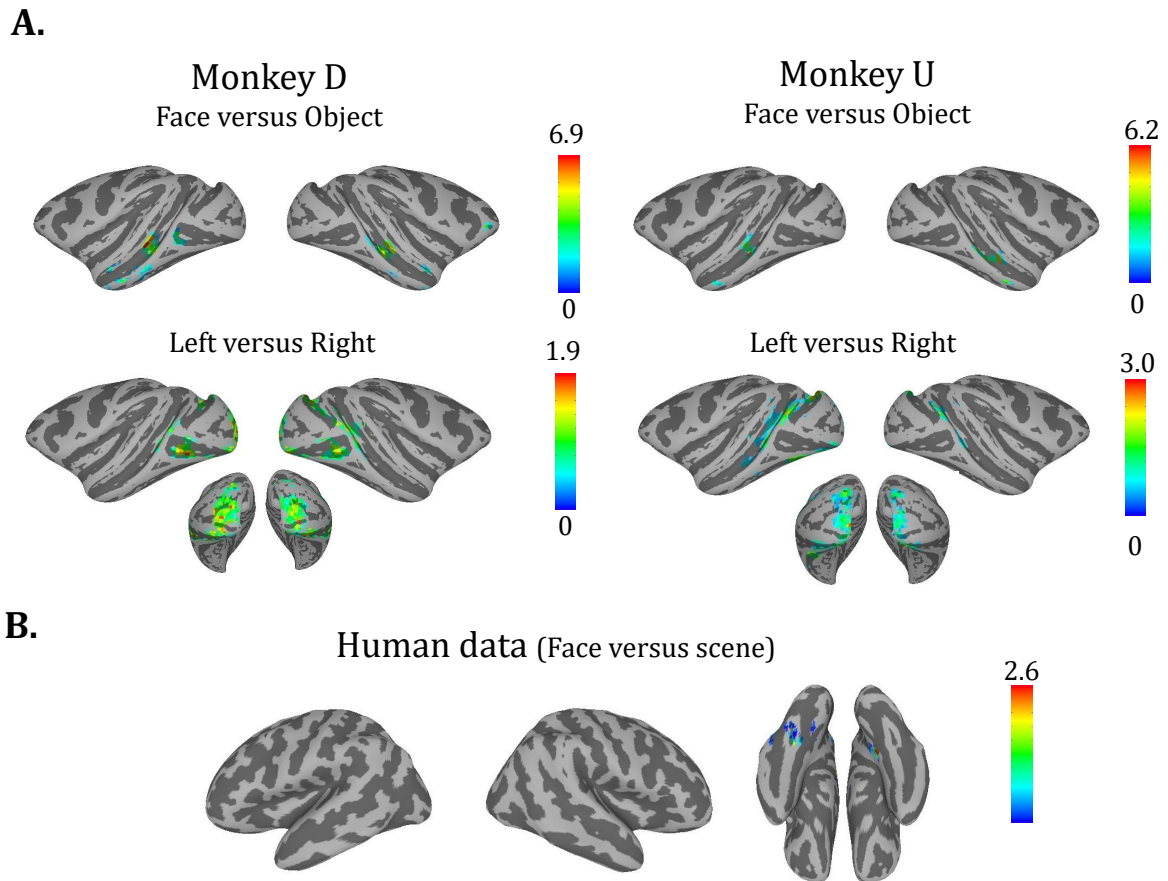 A.
Monkey D
Face versus Object
6.9
0
Monkey U
Face versus Object
6.2
0
Left versus Right
1.9
0
Left versus Right
3.0
0
B.
Human data (Face versus scene)
2.6